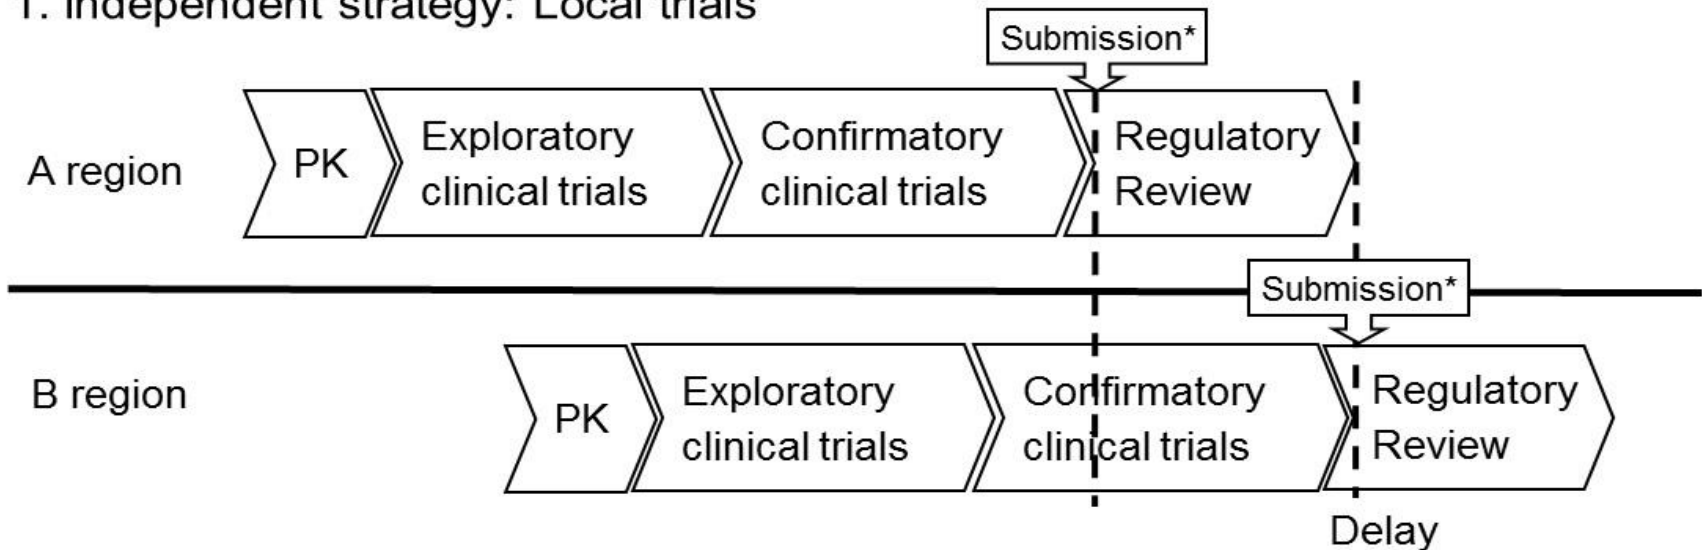 1. Independent strategy: Local trials
Submission*
A region
PK
Exploratory
clinical trials
Confirmatory
clinical trials
Regulatory
Review
Submission*
B region
PK
Exploratory
clinical trials
Confirmatory
clinical trials
Regulatory
Review
Delay